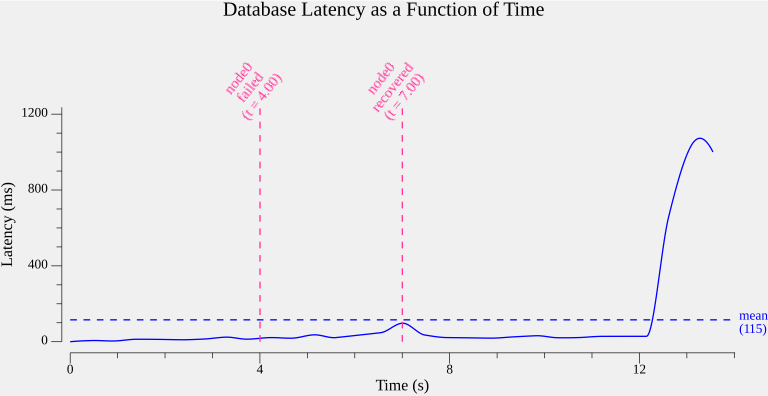 Database Latency as a Function of Time
node0
failed
(t = 4.00)
node0
recovered
(t = 7.00)
1200
800
400
0
Latency (ms)
mean
(115)
0
4
8
12
Time (s)